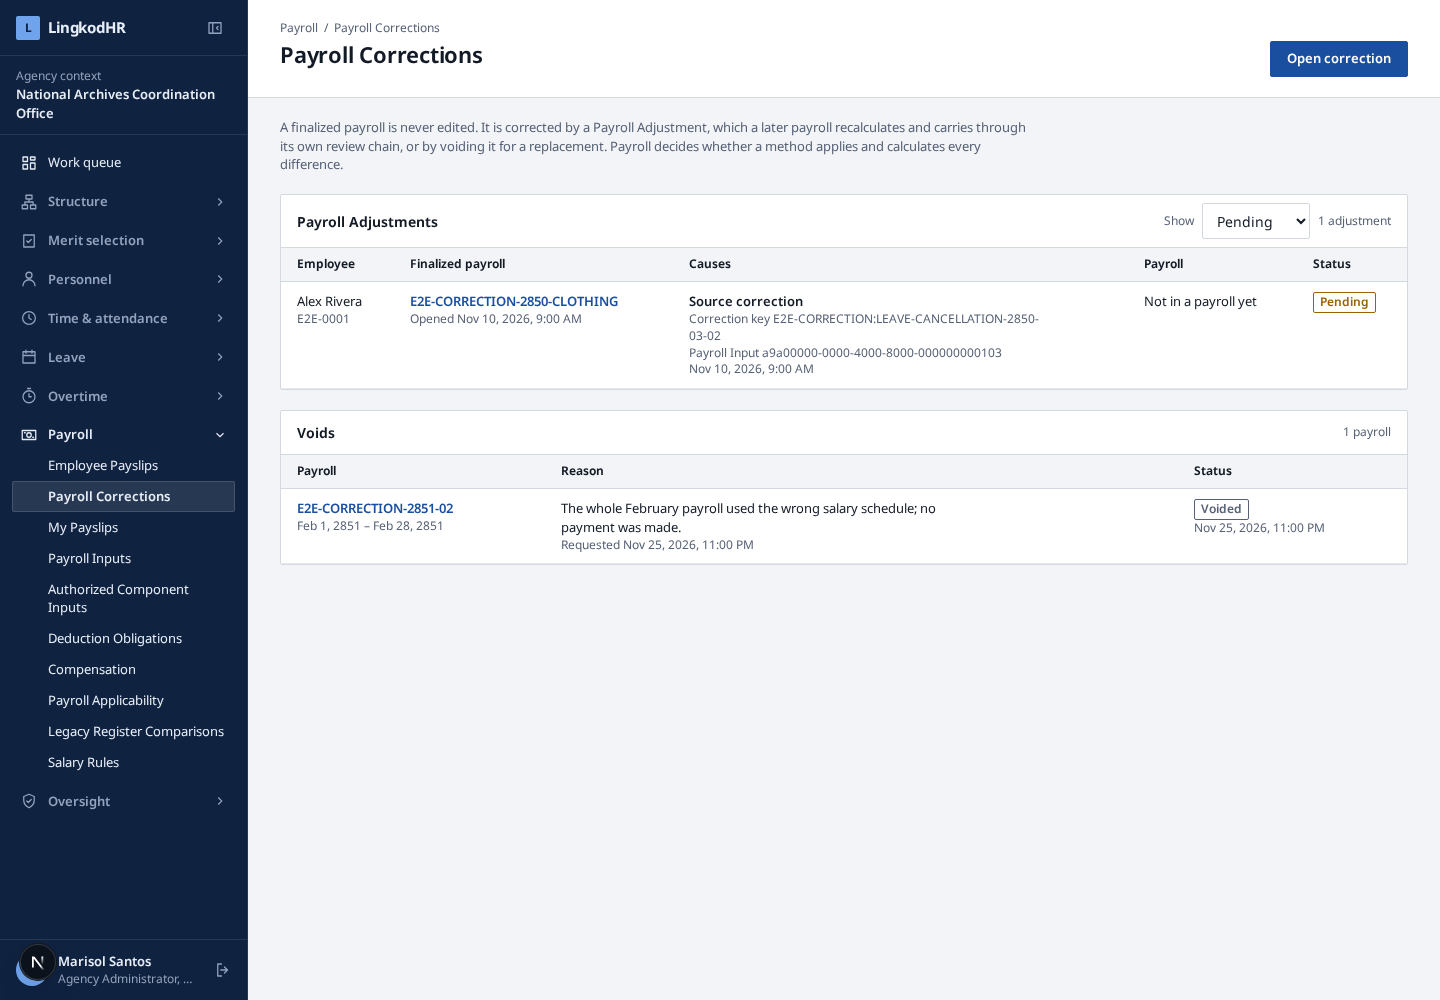 L
LingkodHR
Agency context
National Archives Coordination
Office
Work queue
Structure
Merit selection
Personnel
Time & attendance
Leave
Overtime
Payroll
Employee Payslips
Payroll Corrections
My Payslips
Payroll Inputs
Authorized Component
Inputs
Deduction Obligations
Compensation
Payroll Applicability
Legacy Register Comparisons
Salary Rules
Oversight
N
Marisol Santos
Agency Administrator, ...
Payroll / Payroll Corrections
Payroll Corrections
Open correction
A finalized payroll is never edited. It is corrected by a Payroll Adjustment, which a later payroll recalculates and carries through
its own review chain, or by voiding it for a replacement. Payroll decides whether a method applies and calculates every
difference.
Payroll Adjustments
Show Pending 1 adjustment
Employee Finalized payroll Causes Payroll Status
Alex Rivera E2E-CORRECTION-2850-CLOTHING Source correction Not in a payroll yet Pending
E2E-0001 Opened Nov 10, 2026, 9:00 AM Correction key E2E-CORRECTION:LEAVE-CANCELLATION-2850-
03-02
Payroll Input a9a00000-0000-4000-8000-000000000103
Nov 10, 2026, 9:00 AM
Voids 1 payroll
Payroll Reason Status
E2E-CORRECTION-2851-02 The whole February payroll used the wrong salary schedule; no Voided
Feb 1, 2851 – Feb 28, 2851 payment was made. Nov 25, 2026, 11:00 PM
Requested Nov 25, 2026, 11:00 PM